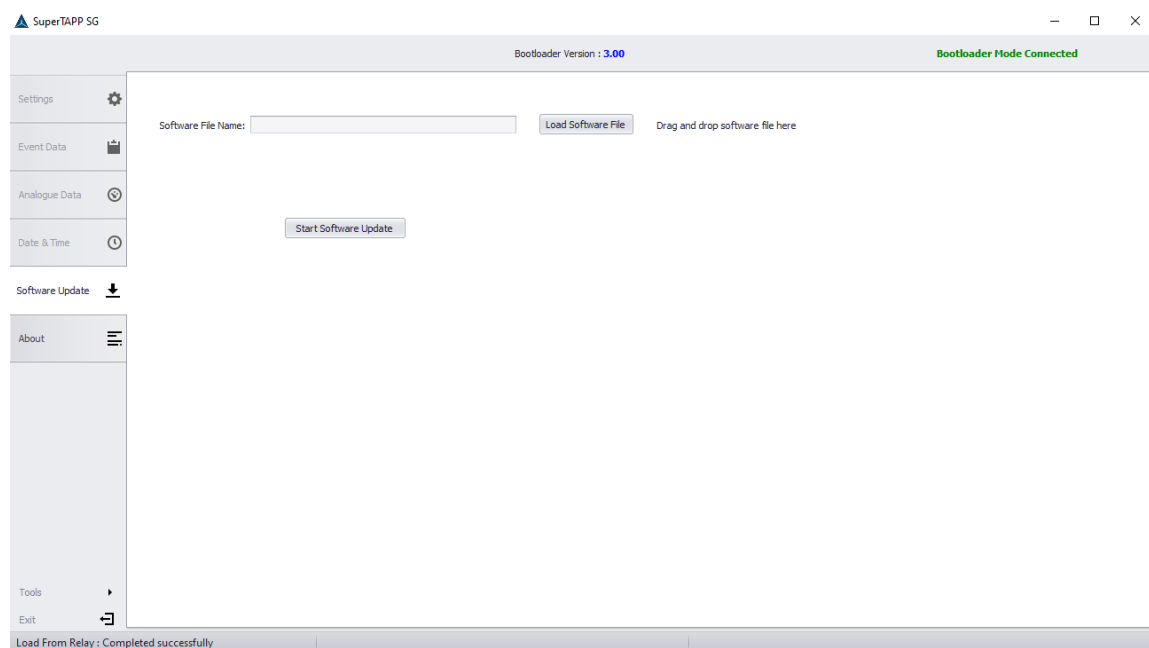 SuperTAPP SG
Bootloader Version : 3.00
Bootloader Mode Connected
Settings
Event Data
Analogue Data
Date & Time
Software Update
About
Software File Name:
Load Software File
Drag and drop software file here
Start Software Update
Tools
Exit
Load From Relay : Completed successfully